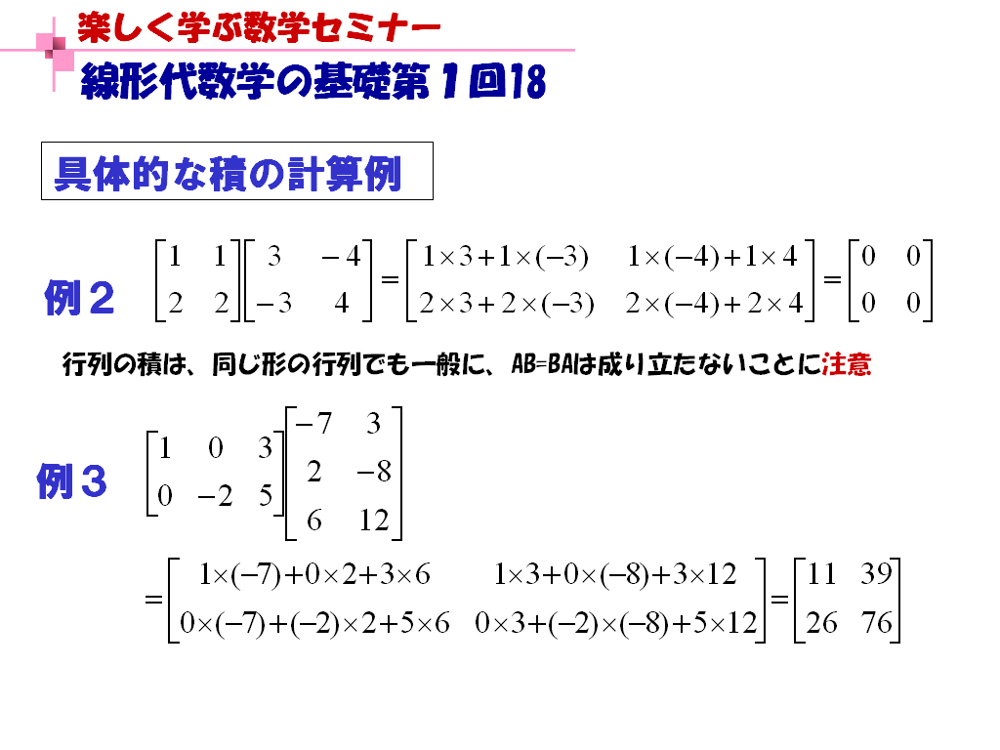 楽しく学ぶ数学セミナー
線形代数学の基礎第１回18
具体的な積の計算例
例２
[1 1; 2 2][3 −4; −3 4] = [1×3+1×(−3) 1×(−4)+1×4; 2×3+2×(−3) 2×(−4)+2×4] = [0 0; 0 0]
行列の積は、同じ形の行列でも一般に、AB=BAは成り立たないことに注意
例３
[1 0 3; 0 −2 5][−7 3; 2 −8; 6 12]
= [1×(−7)+0×2+3×6 1×3+0×(−8)+3×12; 0×(−7)+(−2)×2+5×6 0×3+(−2)×(−8)+5×12] = [11 39; 26 76]